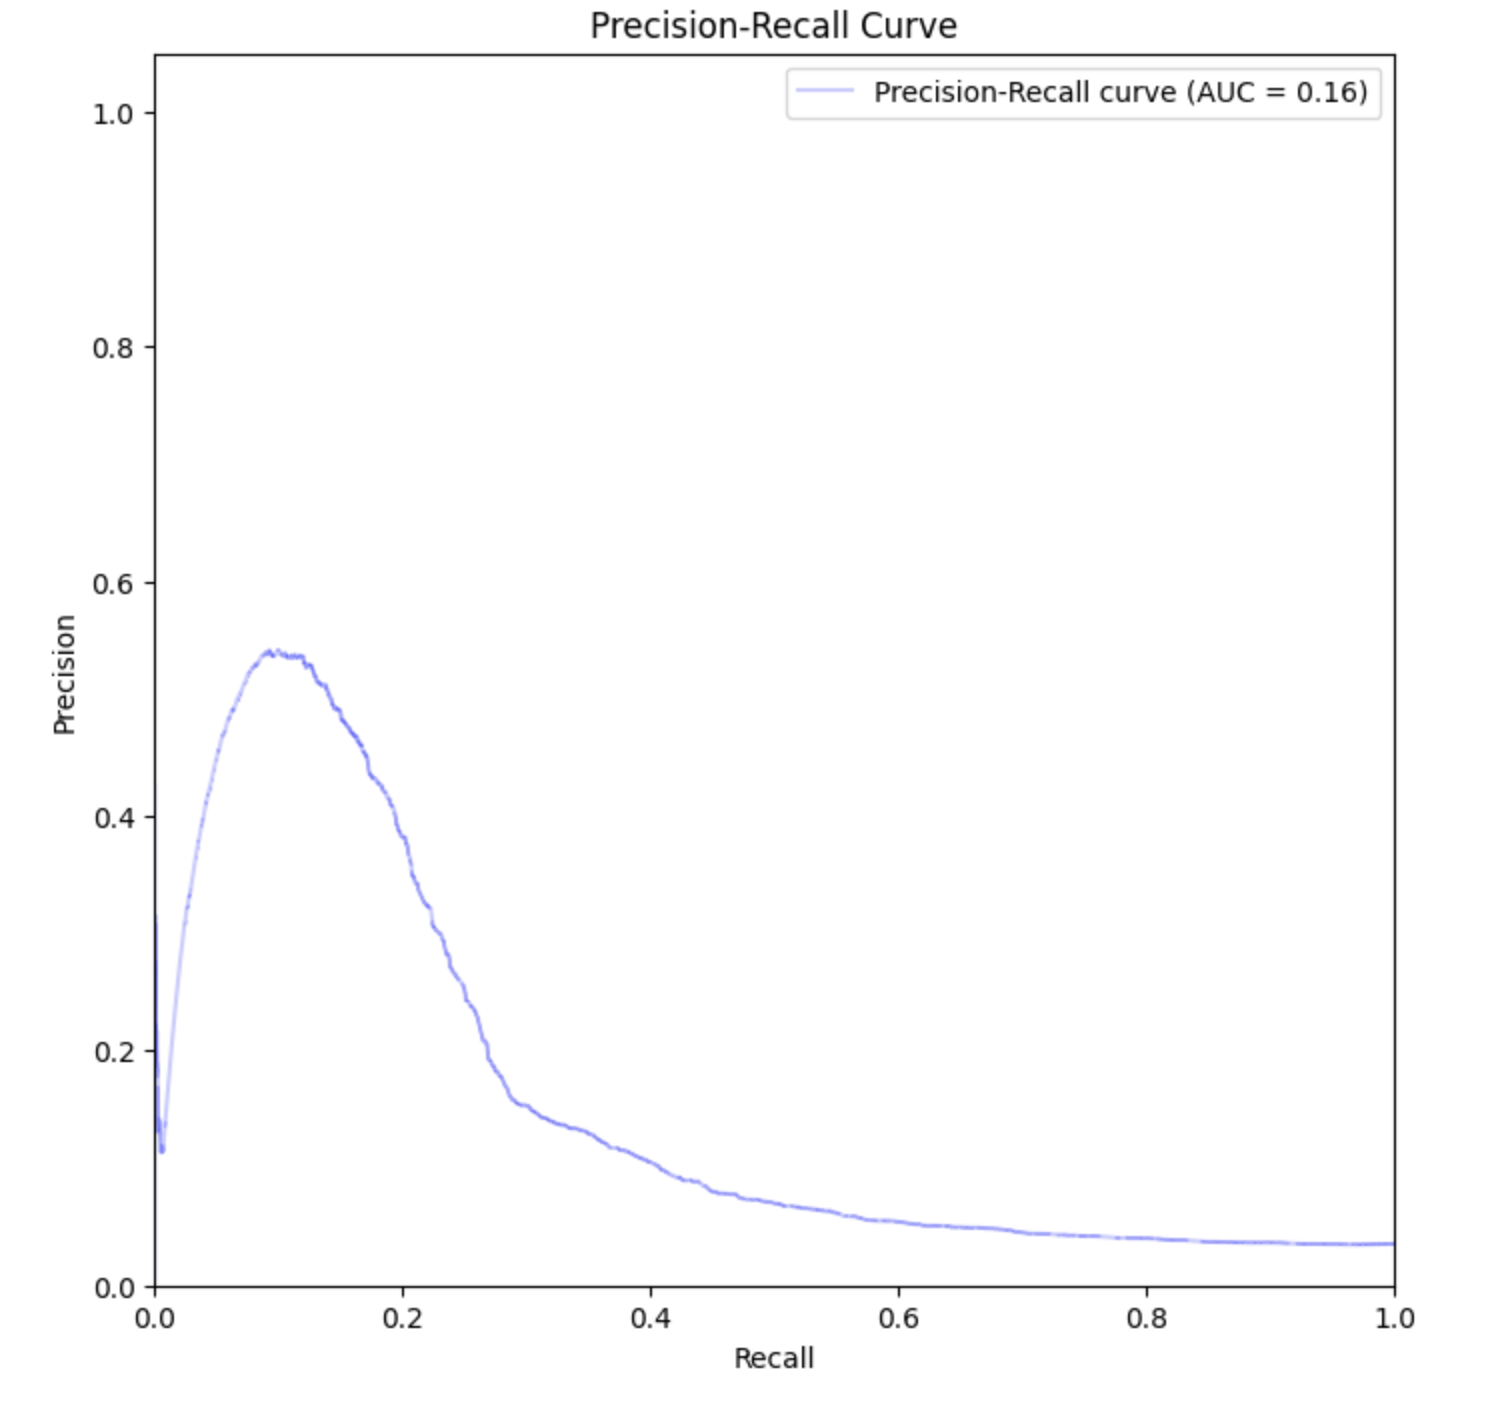 Precision-Recall Curve
Precision-Recall curve (AUC = 0.16)
1.0
0.8
0.6
0.4
0.2
0.0
Precision
0.0 0.2 0.4 0.6 0.8 1.0
Recall